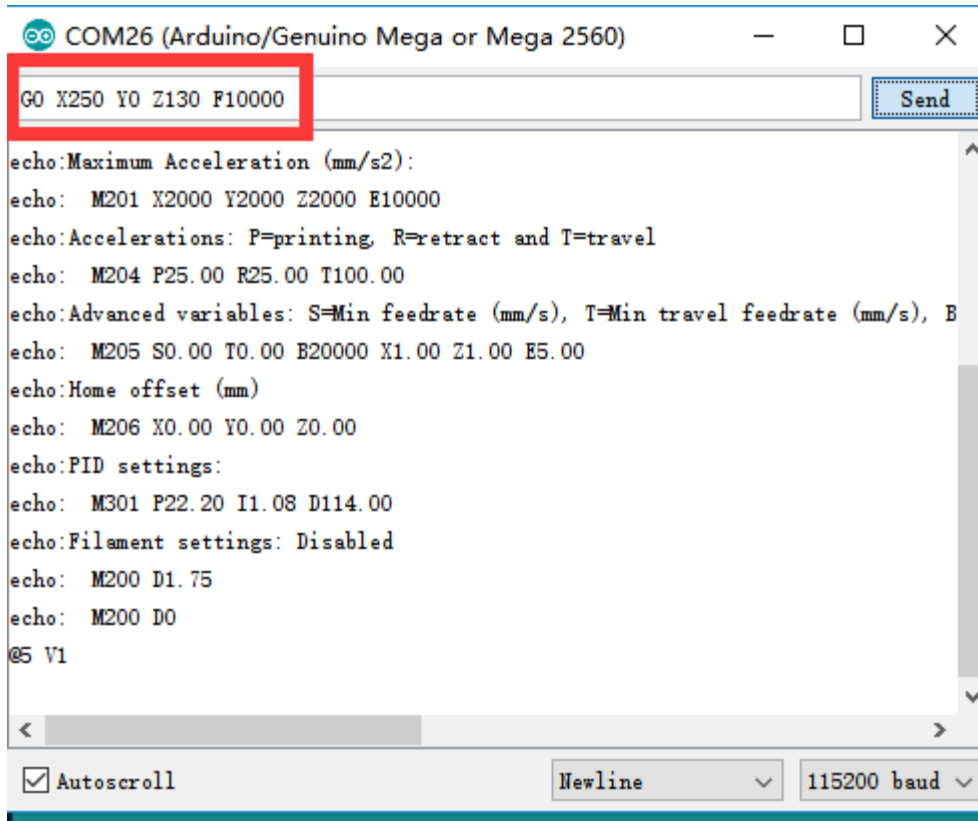 COM26 (Arduino/Genuino Mega or Mega 2560)
G0 X250 Y0 Z130 F10000
Send
echo:Maximum Acceleration (mm/s2):
echo:  M201 X2000 Y2000 Z2000 E10000
echo:Accelerations: P=printing, R=retract and T=travel
echo:  M204 P25.00 R25.00 T100.00
echo:Advanced variables: S=Min feedrate (mm/s), T=Min travel feedrate (mm/s), B
echo:  M205 S0.00 T0.00 B20000 X1.00 Z1.00 E5.00
echo:Home offset (mm)
echo:  M206 X0.00 Y0.00 Z0.00
echo:PID settings:
echo:  M301 P22.20 I1.08 D114.00
echo:Filament settings: Disabled
echo:  M200 D1.75
echo:  M200 D0
@5 V1
Autoscroll
Newline
115200 baud